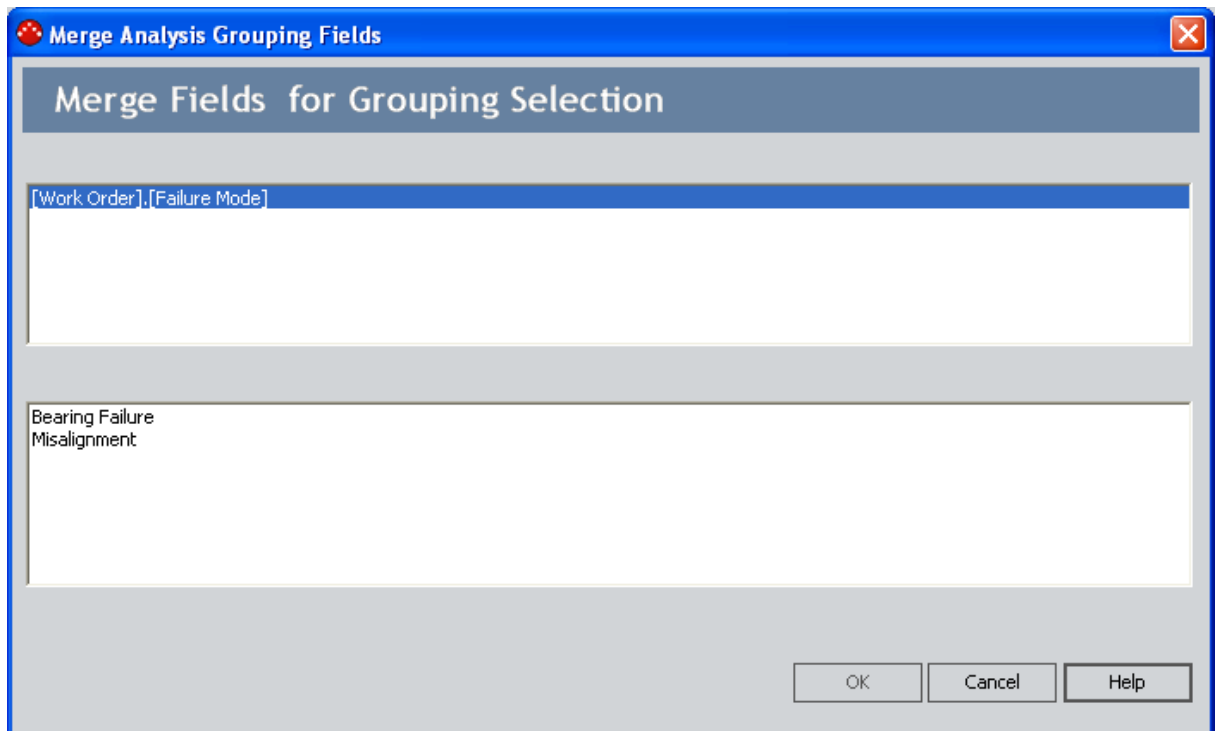 Merge Analysis Grouping Fields
Merge Fields for Grouping Selection
[Work Order].[Failure Mode]
Bearing Failure
Misalignment
OK Cancel Help